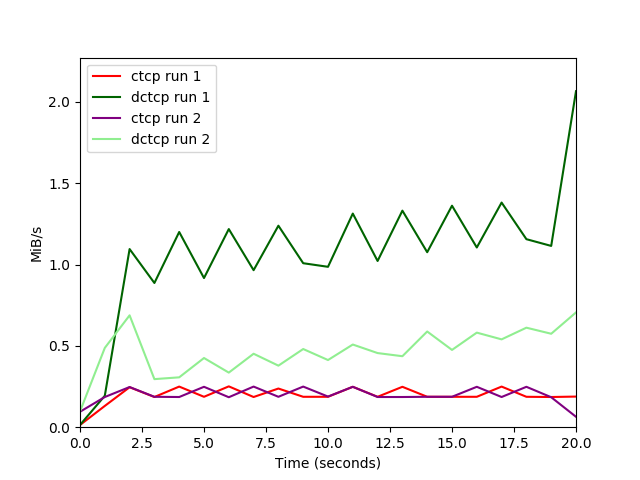 ctcp run 1
dctcp run 1
ctcp run 2
dctcp run 2
2.0
1.5
1.0
0.5
0.0
MiB/s
0.0 2.5 5.0 7.5 10.0 12.5 15.0 17.5 20.0
Time (seconds)